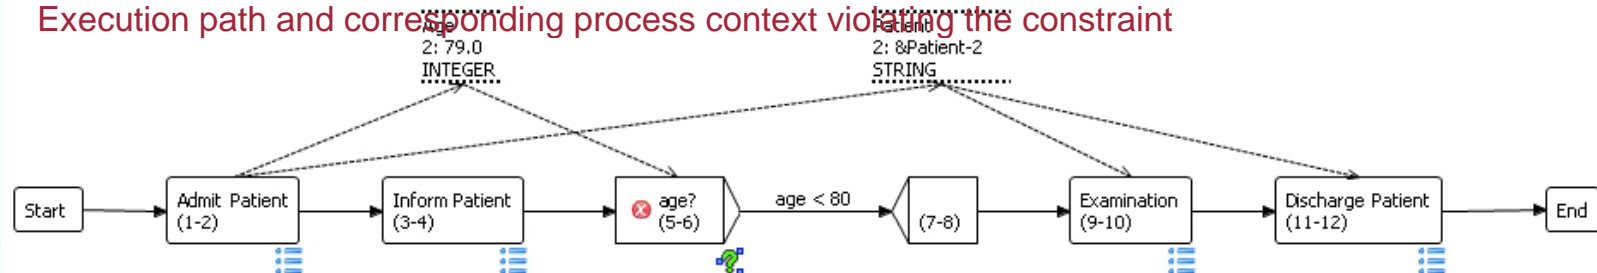 Execution path and corresponding process context violating the constraint
Age
2: 79.0
INTEGER
Patient
2: &Patient-2
STRING
Start
Admit Patient
(1-2)
Inform Patient
(3-4)
age?
(5-6)
age < 80
(7-8)
Examination
(9-10)
Discharge Patient
(11-12)
End